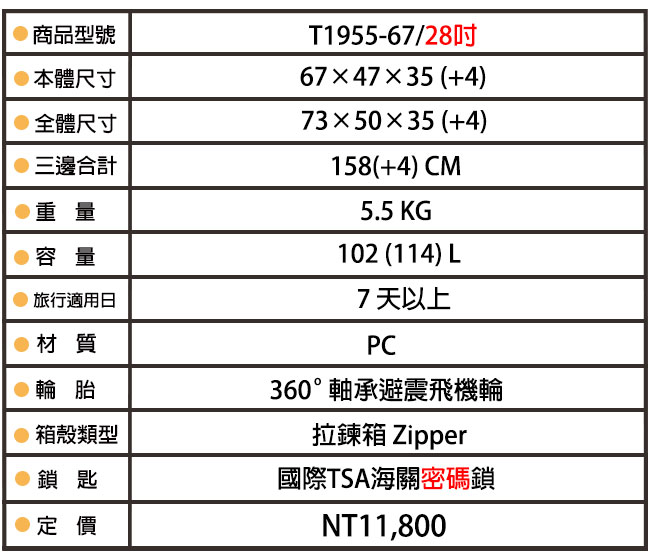 商品型號 T1955-67/28吋
本體尺寸 67×47×35 (+4)
全體尺寸 73×50×35 (+4)
三邊合計 158(+4) CM
重 量 5.5 KG
容 量 102 (114) L
旅行適用日 7 天以上
材 質 PC
輪 胎 360° 軸承避震飛機輪
箱殼類型 拉鍊箱 Zipper
鎖 匙 國際TSA海關密碼鎖
定 價 NT11,800